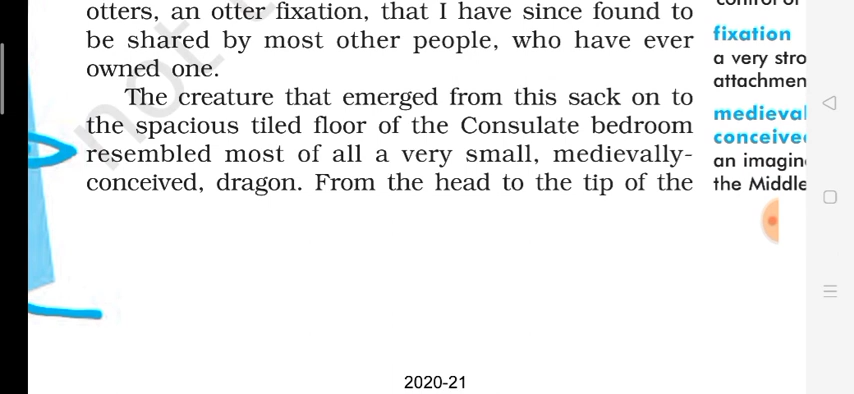 otters, an otter fixation, that I have since found to
be shared by most other people, who have ever
owned one.
The creature that emerged from this sack on to
the spacious tiled floor of the Consulate bedroom
resembled most of all a very small, medievally-
conceived, dragon. From the head to the tip of the
fixation
a very stro
attachmen
medieval
conceive
an imagin
the Middle
not
2020-21